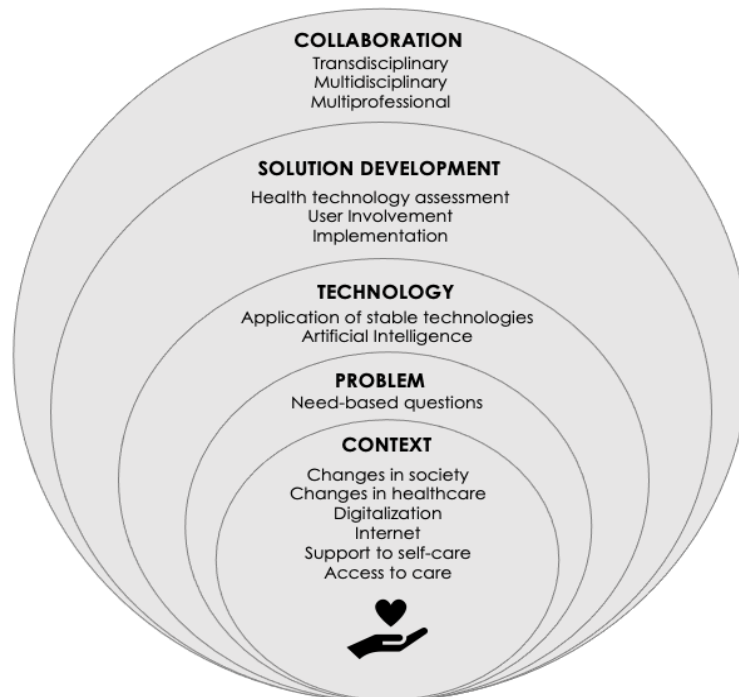 COLLABORATION
Transdisciplinary
Multidisciplinary
Multiprofessional
SOLUTION DEVELOPMENT
Health technology assessment
User Involvement
Implementation
TECHNOLOGY
Application of stable technologies
Artificial Intelligence
PROBLEM
Need-based questions
CONTEXT
Changes in society
Changes in healthcare
Digitalization
Internet
Support to self-care
Access to care